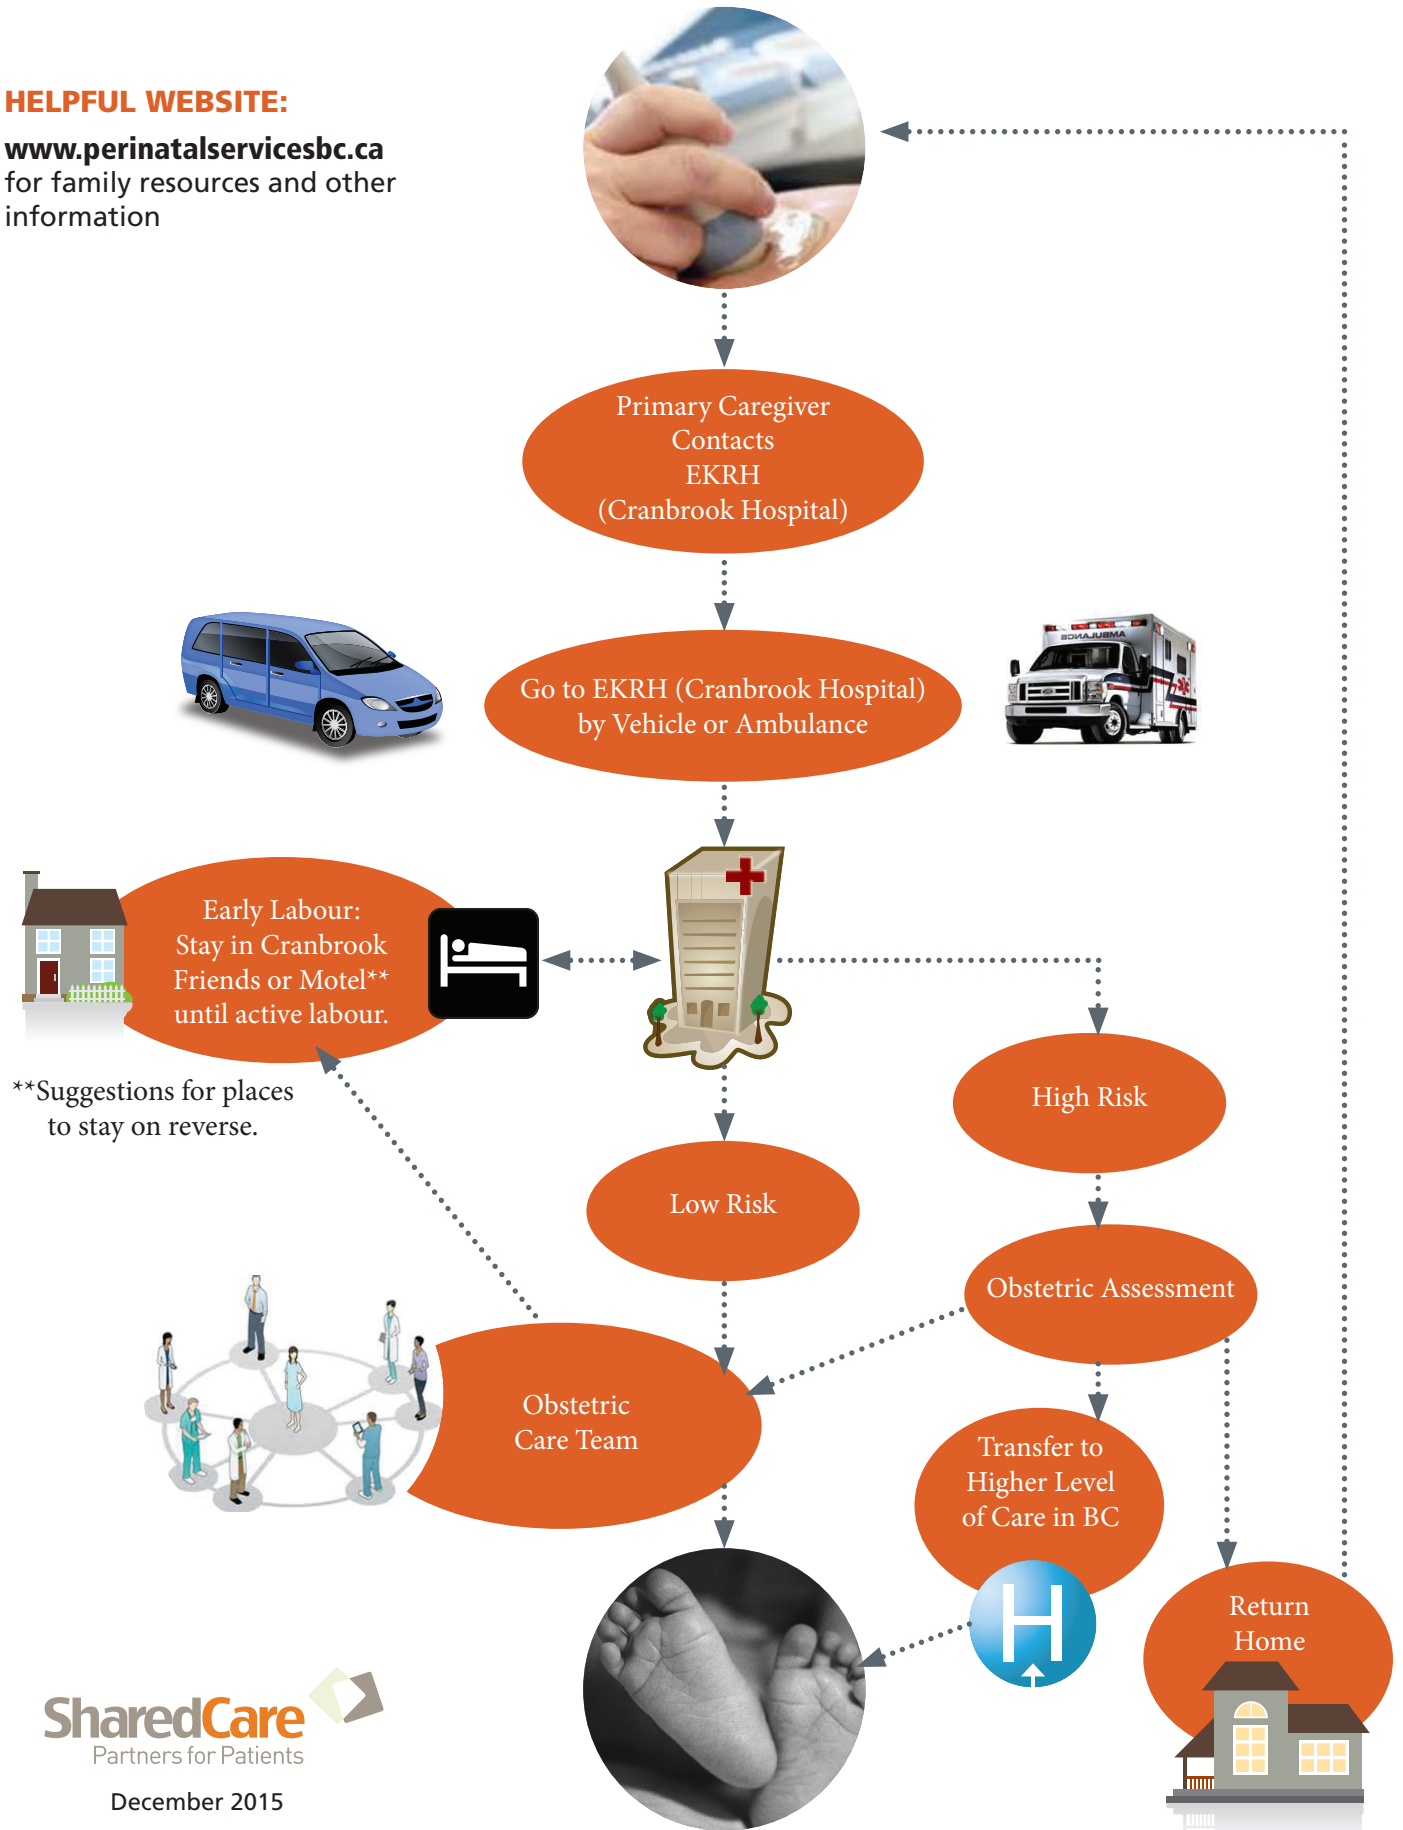 HELPFUL WEBSITE:
www.perinatalservicesbc.ca
for family resources and other
information
Primary Caregiver
Contacts
EKRH
(Cranbrook Hospital)
AMBULANCE
Go to EKRH (Cranbrook Hospital)
by Vehicle or Ambulance
Early Labour:
Stay in Cranbrook
Friends or Motel**
until active labour.
**Suggestions for places
to stay on reverse.
High Risk
Low Risk
Obstetric Assessment
Obstetric
Care Team
Transfer to
Higher Level
of Care in BC
H
Return
Home
SharedCare
Partners for Patients
December 2015